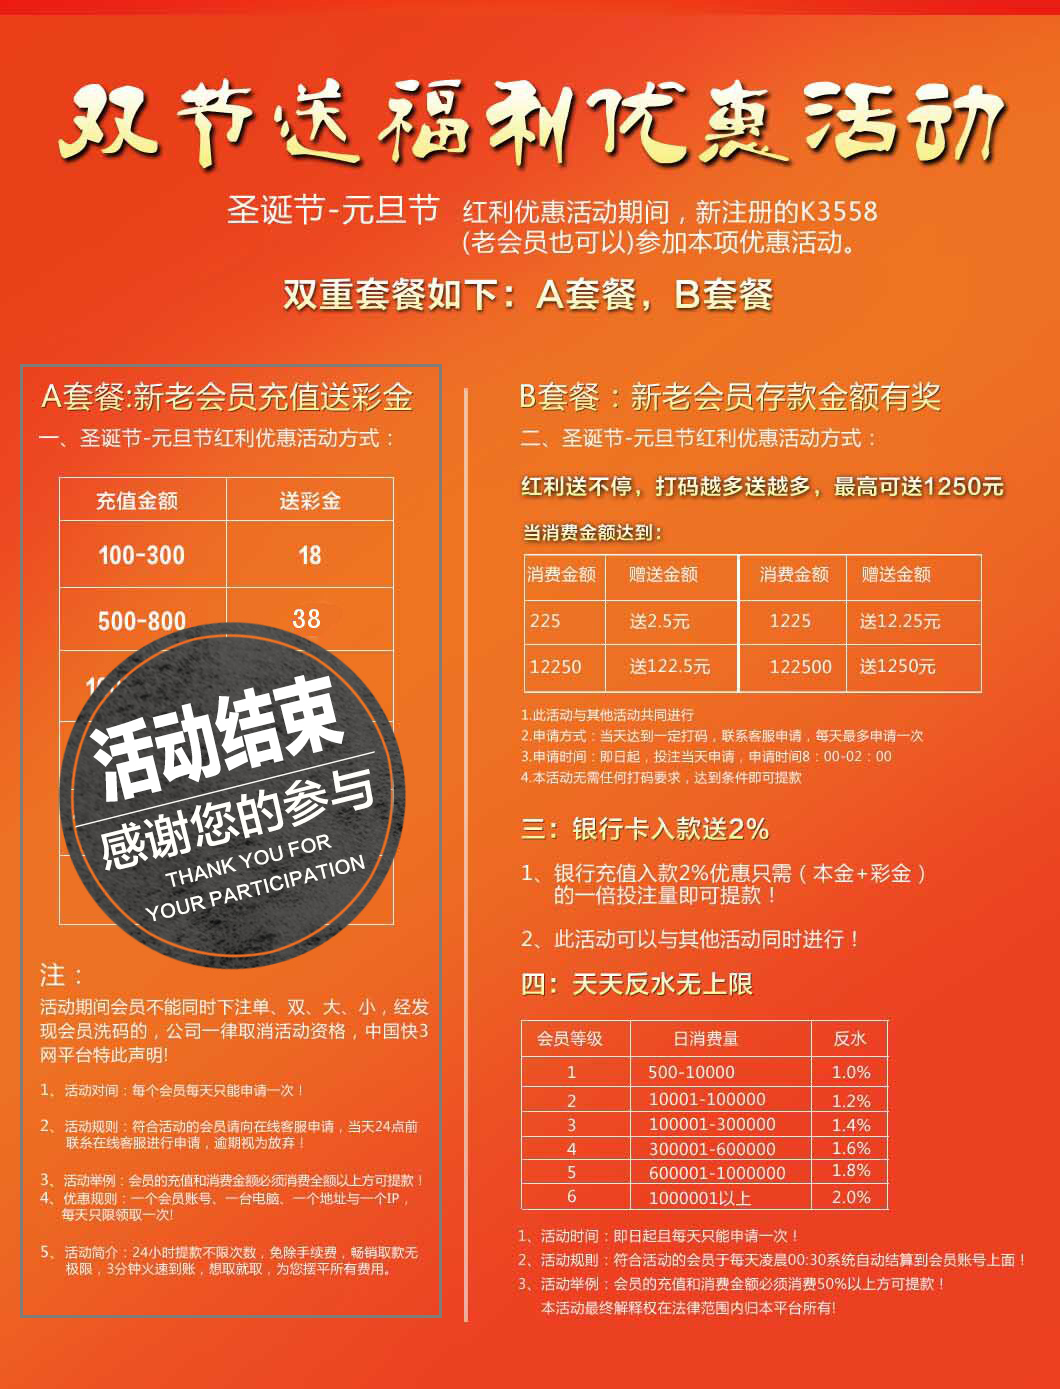 双节送福利优惠活动
圣诞节-元旦节 红利优惠活动期间，新注册的K3558
(老会员也可以)参加本项优惠活动。
双重套餐如下：A套餐，B套餐
A套餐:新老会员充值送彩金
一、圣诞节-元旦节红利优惠活动方式：
充值金额 送彩金
100-300 18
500-800 38
活动结束
感谢您的参与
THANK YOU FOR
YOUR PARTICIPATION
注：
活动期间会员不能同时下注单、双、大、小，经发
现会员洗码的，公司一律取消活动资格，中国快3
网平台特此声明!
1、活动对间：每个会员每天只能申请一次！
2、活动规则：符合活动的会员请向在线客服申请，当天24点前
联糸在线客服进行申请，逾期视为放弃！
3、活动举例：会员的充值和消费金额必须消费全额以上方可提款！
4、优惠规则：一个会员账号、一台电脑、一个地址与一个IP，
每天只限领取一次!
5、活动简介：24小时提款不限次数，免除手续费，畅销取款无
极限，3分钟火速到账，想取就取，为您摆平所有费用。
B套餐：新老会员存款金额有奖
二、圣诞节-元旦节红利优惠活动方式：
红利送不停，打码越多送越多，最高可送1250元
当消费金额达到：
消费金额 赠送金额 消费金额 赠送金额
225 送2.5元 1225 送12.25元
12250 送122.5元 122500 送1250元
1.此活动与其他活动共同进行
2.申请方式：当天达到一定打码，联系客服申请，每天最多申请一次
3.申请时间：即日起，投注当天申请，申请时间8：00-02：00
4.本活动无需任何打码要求，达到条件即可提款
三：银行卡入款送2%
1、银行充值入款2%优惠只需（本金+彩金）
的一倍投注量即可提款！
2、此活动可以与其他活动同时进行！
四：天天反水无上限
会员等级 日消费量 反水
1 500-10000 1.0%
2 10001-100000 1.2%
3 100001-300000 1.4%
4 300001-600000 1.6%
5 600001-1000000 1.8%
6 1000001以上 2.0%
1、活动时间：即日起且每天只能申请一次！
2、活动规则：符合活动的会员于每天凌晨00:30系统自动结算到会员账号上面！
3、活动举例：会员的充值和消费金额必须消费50%以上方可提款！
本活动最终解释权在法律范围内归本平台所有!